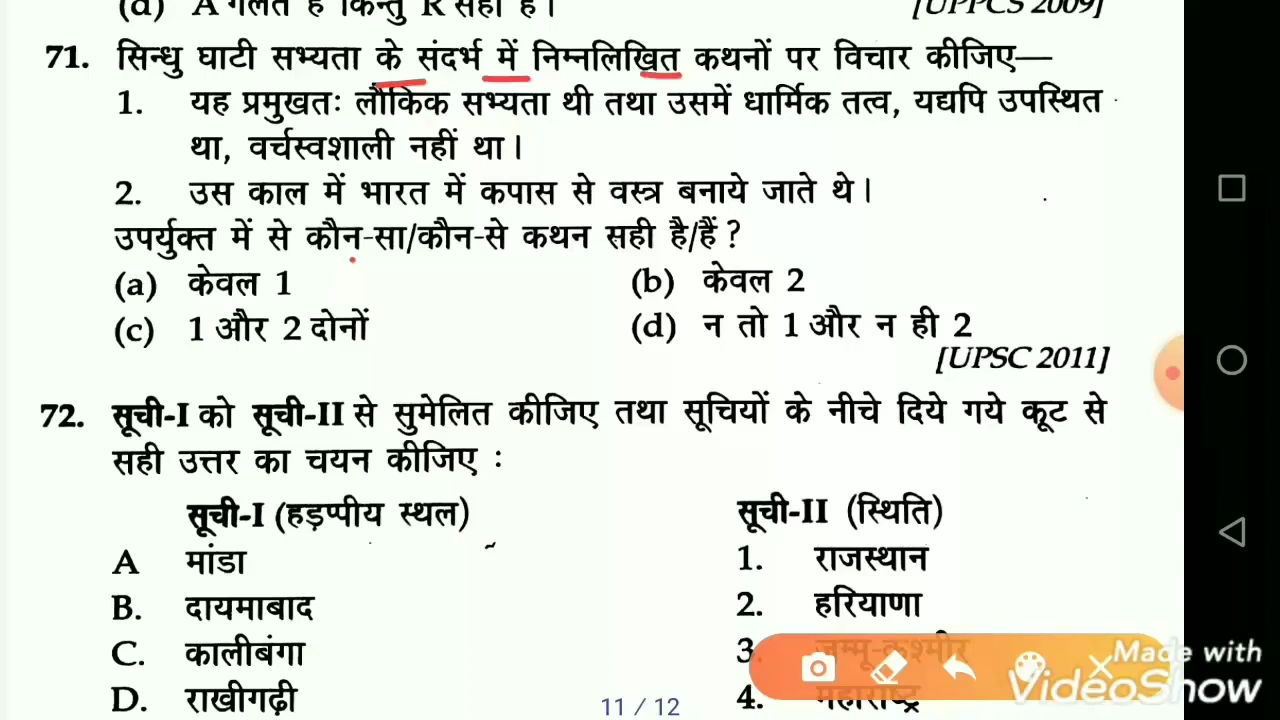 (d) A गलत है किन्तु R सही है। [UPPCS 2009]
71. सिन्धु घाटी सभ्यता के संदर्भ में निम्नलिखित कथनों पर विचार कीजिए—
1. यह प्रमुखतः लौकिक सभ्यता थी तथा उसमें धार्मिक तत्व, यद्यपि उपस्थित
था, वर्चस्वशाली नहीं था।
2. उस काल में भारत में कपास से वस्त्र बनाये जाते थे।
उपर्युक्त में से कौन-सा/कौन-से कथन सही है/हैं ?
(a) केवल 1 (b) केवल 2
(c) 1 और 2 दोनों (d) न तो 1 और न ही 2
[UPSC 2011]
72. सूची-I को सूची-II से सुमेलित कीजिए तथा सूचियों के नीचे दिये गये कूट से
सही उत्तर का चयन कीजिए :
सूची-I (हड़प्पीय स्थल) सूची-II (स्थिति)
A मांडा 1. राजस्थान
B. दायमाबाद 2. हरियाणा
C. कालीबंगा 3. जम्मू-कश्मीर
D. राखीगढ़ी 4. महाराष्ट्र
11 / 12
Made with
VideoShow